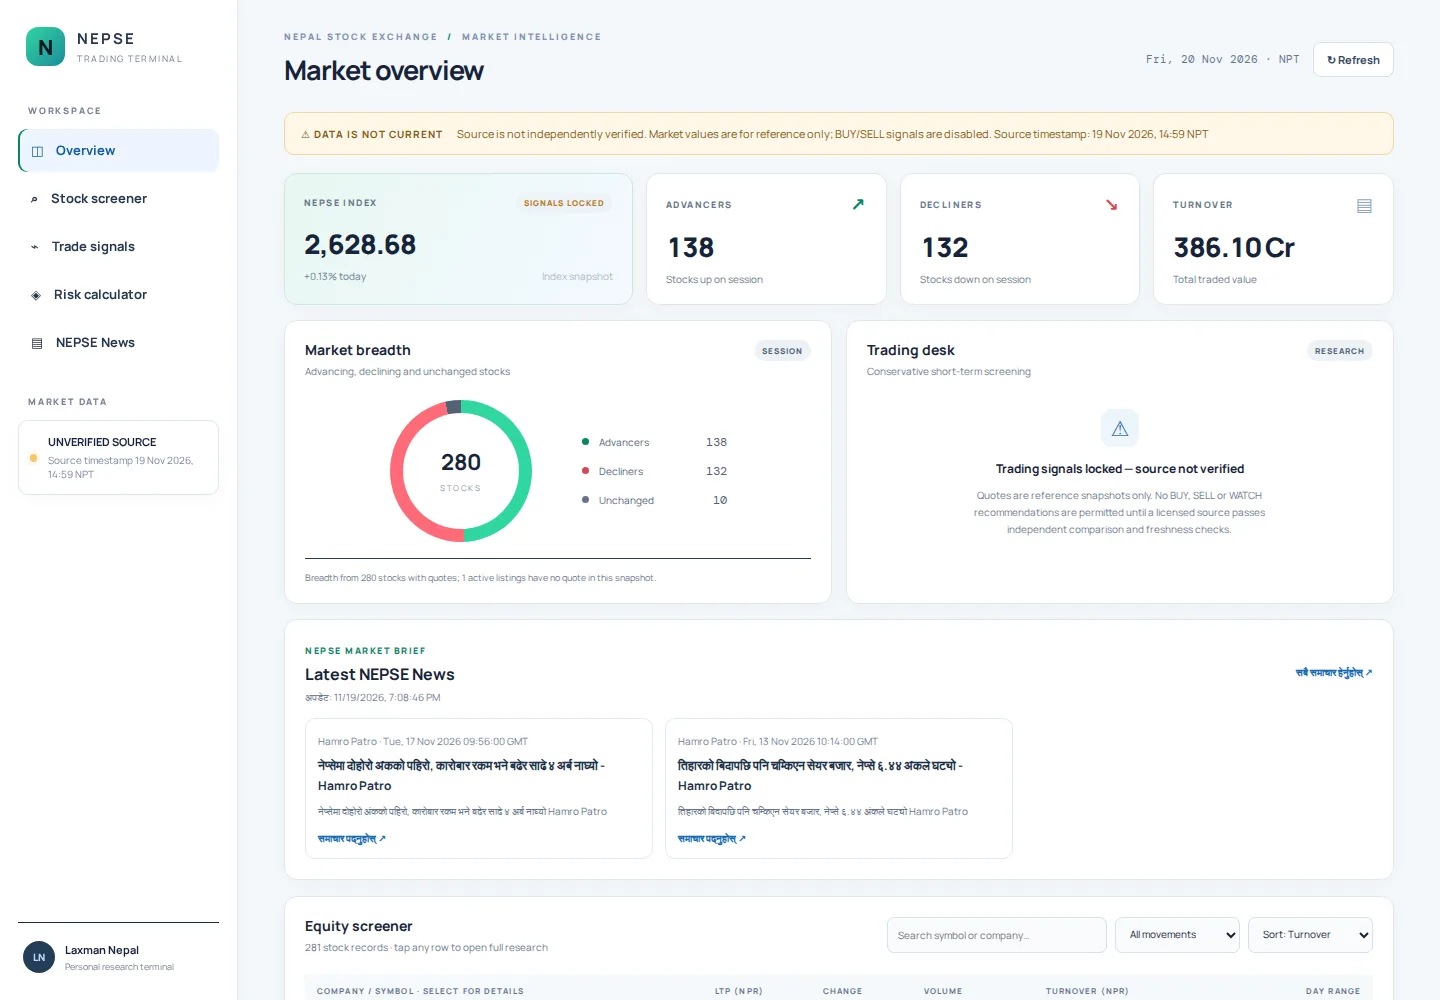 N
NEPSE
TRADING TERMINAL
WORKSPACE
Overview
Stock screener
Trade signals
Risk calculator
NEPSE News
MARKET DATA
UNVERIFIED SOURCE
Source timestamp 19 Nov 2026,
14:59 NPT
LN
Laxman Nepal
Personal research terminal
NEPAL STOCK EXCHANGE / MARKET INTELLIGENCE
Market overview
Fri, 20 Nov 2026 · NPT
↻ Refresh
⚠ DATA IS NOT CURRENT Source is not independently verified. Market values are for reference only; BUY/SELL signals are disabled. Source timestamp: 19 Nov 2026, 14:59 NPT
NEPSE INDEX
SIGNALS LOCKED
2,628.68
+0.13% today
Index snapshot
ADVANCERS
↗
138
Stocks up on session
DECLINERS
↘
132
Stocks down on session
TURNOVER
386.10 Cr
Total traded value
Market breadth
SESSION
Advancing, declining and unchanged stocks
280
STOCKS
Advancers 138
Decliners 132
Unchanged 10
Breadth from 280 stocks with quotes; 1 active listings have no quote in this snapshot.
Trading desk
RESEARCH
Conservative short-term screening
⚠
Trading signals locked — source not verified
Quotes are reference snapshots only. No BUY, SELL or WATCH
recommendations are permitted until a licensed source passes
independent comparison and freshness checks.
NEPSE MARKET BRIEF
Latest NEPSE News
सबै समाचार हेर्नुहोस् ↗
अपडेट: 11/19/2026, 7:08:46 PM
Hamro Patro · Tue, 17 Nov 2026 09:56:00 GMT
नेप्सेमा दोहोरो अंकको पहिरो, कारोबार रकम भने बढेर साढे ४ अर्ब नाघ्यो -
Hamro Patro
नेप्सेमा दोहोरो अंकको पहिरो, कारोबार रकम भने बढेर साढे ४ अर्ब नाघ्यो Hamro Patro
समाचार पढ्नुहोस् ↗
Hamro Patro · Fri, 13 Nov 2026 10:14:00 GMT
तिहारको बिदापछि पनि चम्किएन सेयर बजार, नेप्से ६.४४ अंकले घट्यो -
Hamro Patro
तिहारको बिदापछि पनि चम्किएन सेयर बजार, नेप्से ६.४४ अंकले घट्यो Hamro Patro
समाचार पढ्नुहोस् ↗
Equity screener
281 stock records · tap any row to open full research
Search symbol or company...
All movements
Sort: Turnover
COMPANY / SYMBOL · SELECT FOR DETAILS LTP (NPR) CHANGE VOLUME TURNOVER (NPR) DAY RANGE